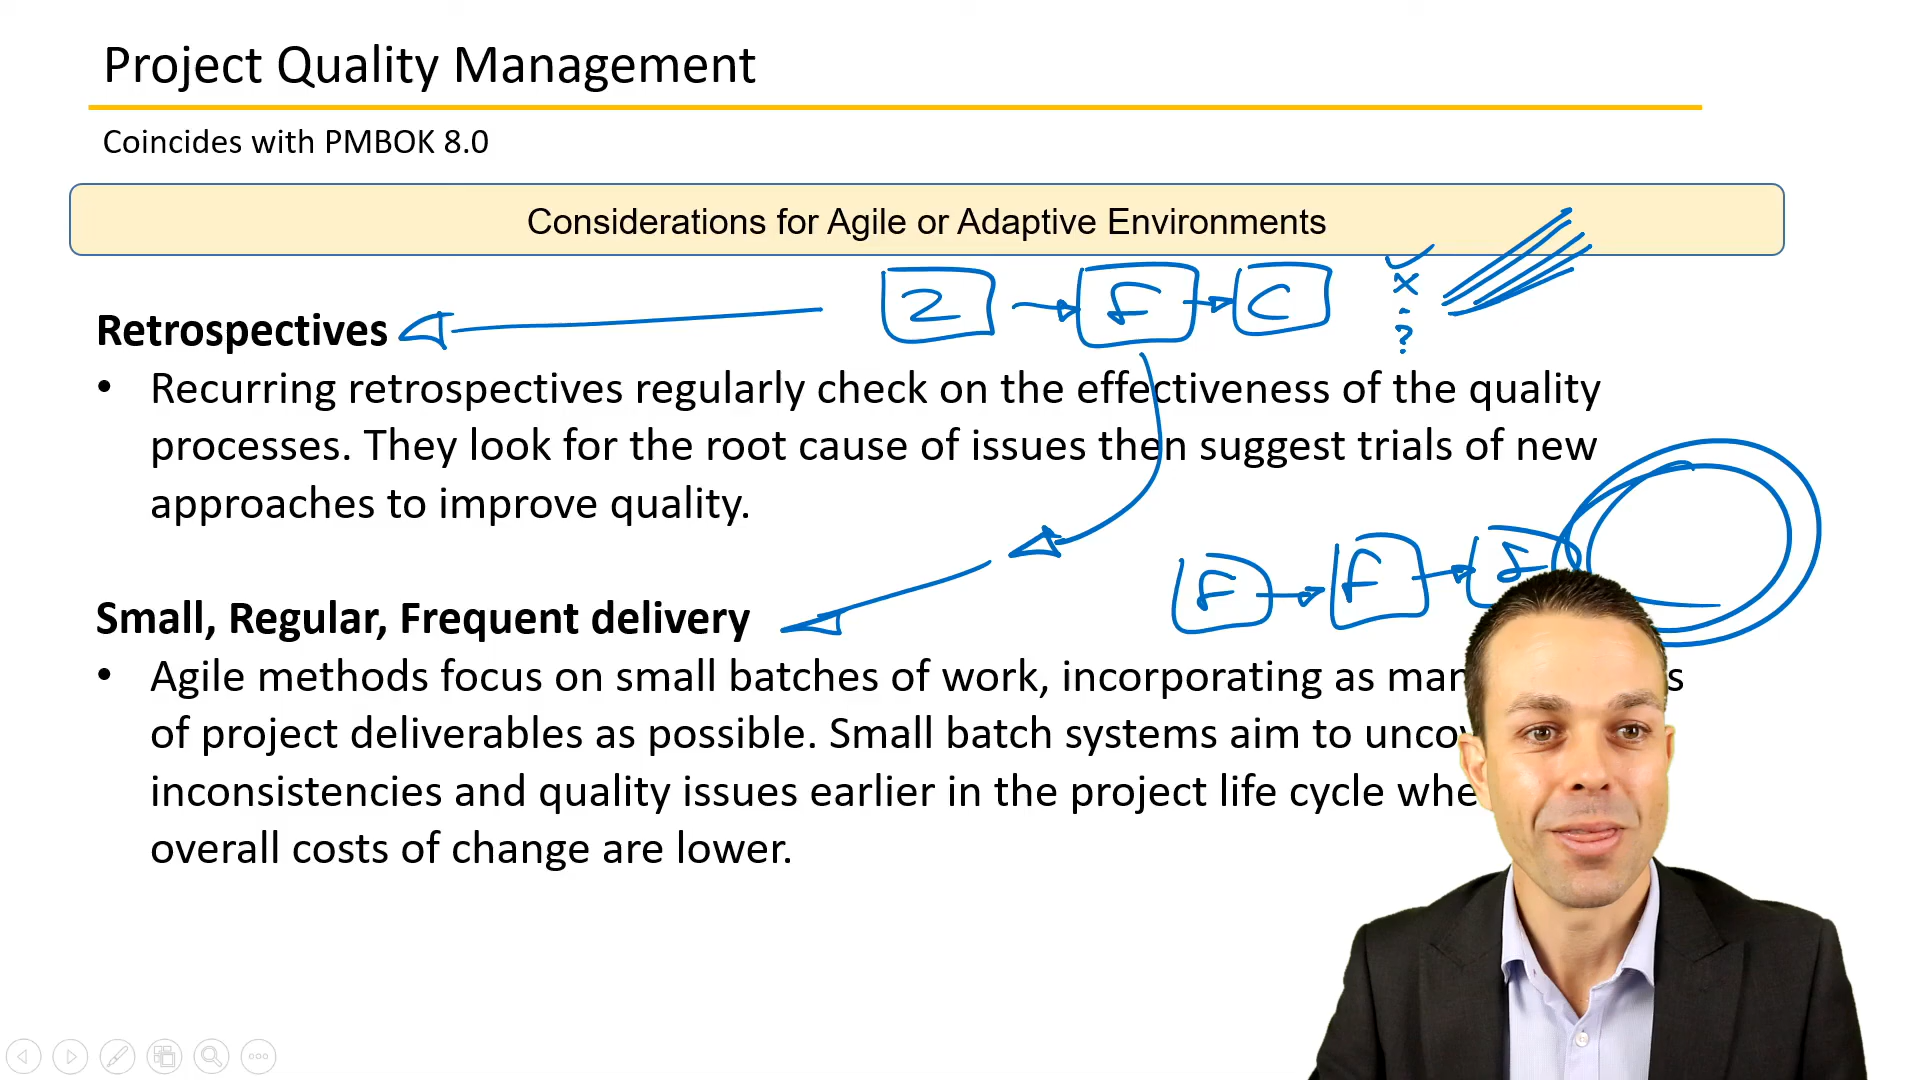 Project Quality Management
Coincides with PMBOK 8.0
Considerations for Agile or Adaptive Environments
2 F C
x
?
Retrospectives
• Recurring retrospectives regularly check on the effectiveness of the quality
processes. They look for the root cause of issues then suggest trials of new
approaches to improve quality.
F F
Small, Regular, Frequent delivery
• Agile methods focus on small batches of work, incorporating as
of project deliverables as possible. Small batch systems aim to
inconsistencies and quality issues earlier in the project life cycle
overall costs of change are lower.